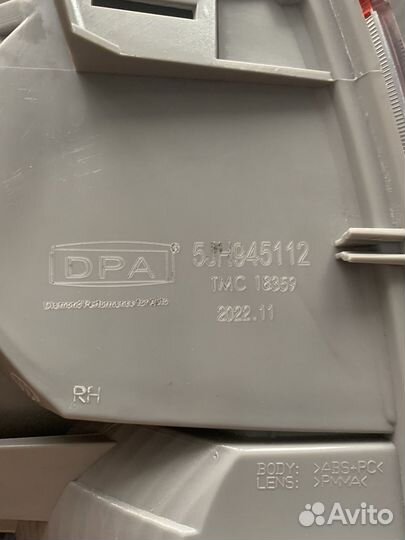 DPA®
Diamond Performance for Auto
5JH945112
TMC 18359
2022.11
RH
BODY: >ABS+PC<
LENS: >PMMA<
Avito